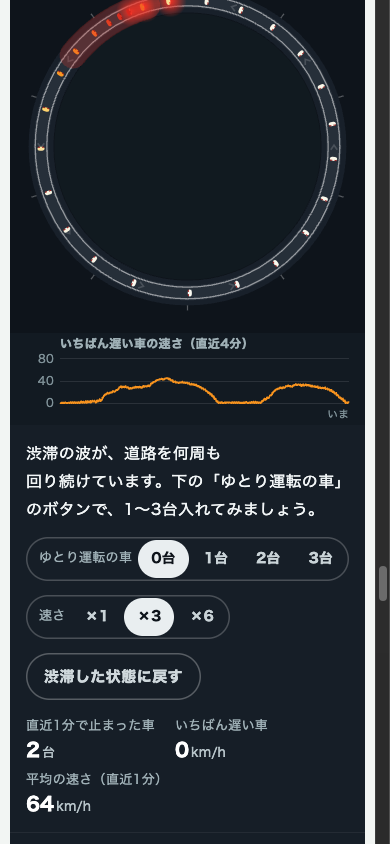 いちばん遅い車の速さ（直近4分）
80
40
0
いま
渋滞の波が、道路を何周も
回り続けています。下の「ゆとり運転の車」
のボタンで、1〜3台入れてみましょう。
ゆとり運転の車 0台 1台 2台 3台
速さ ×1 ×3 ×6
渋滞した状態に戻す
直近1分で止まった車 いちばん遅い車
2台 0km/h
平均の速さ（直近1分）
64km/h